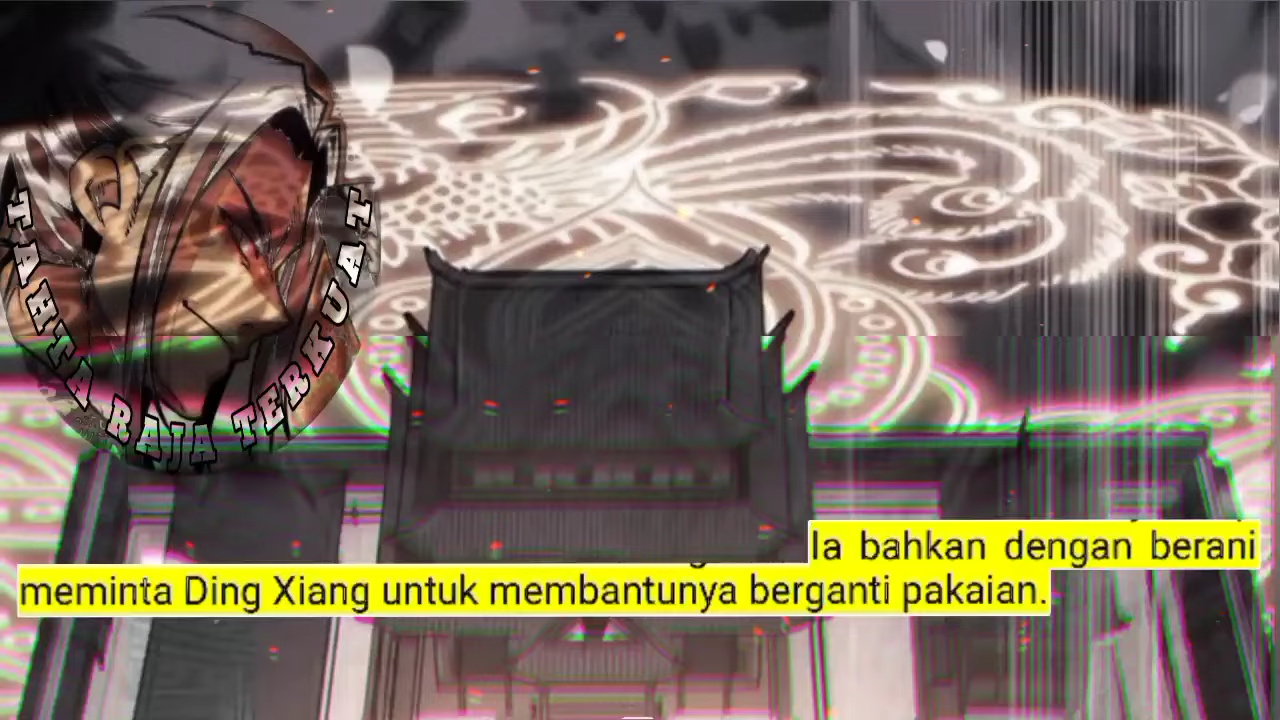 TAHTA RAJA TERKUAT
Ia bahkan dengan berani
meminta Ding Xiang untuk membantunya berganti pakaian.